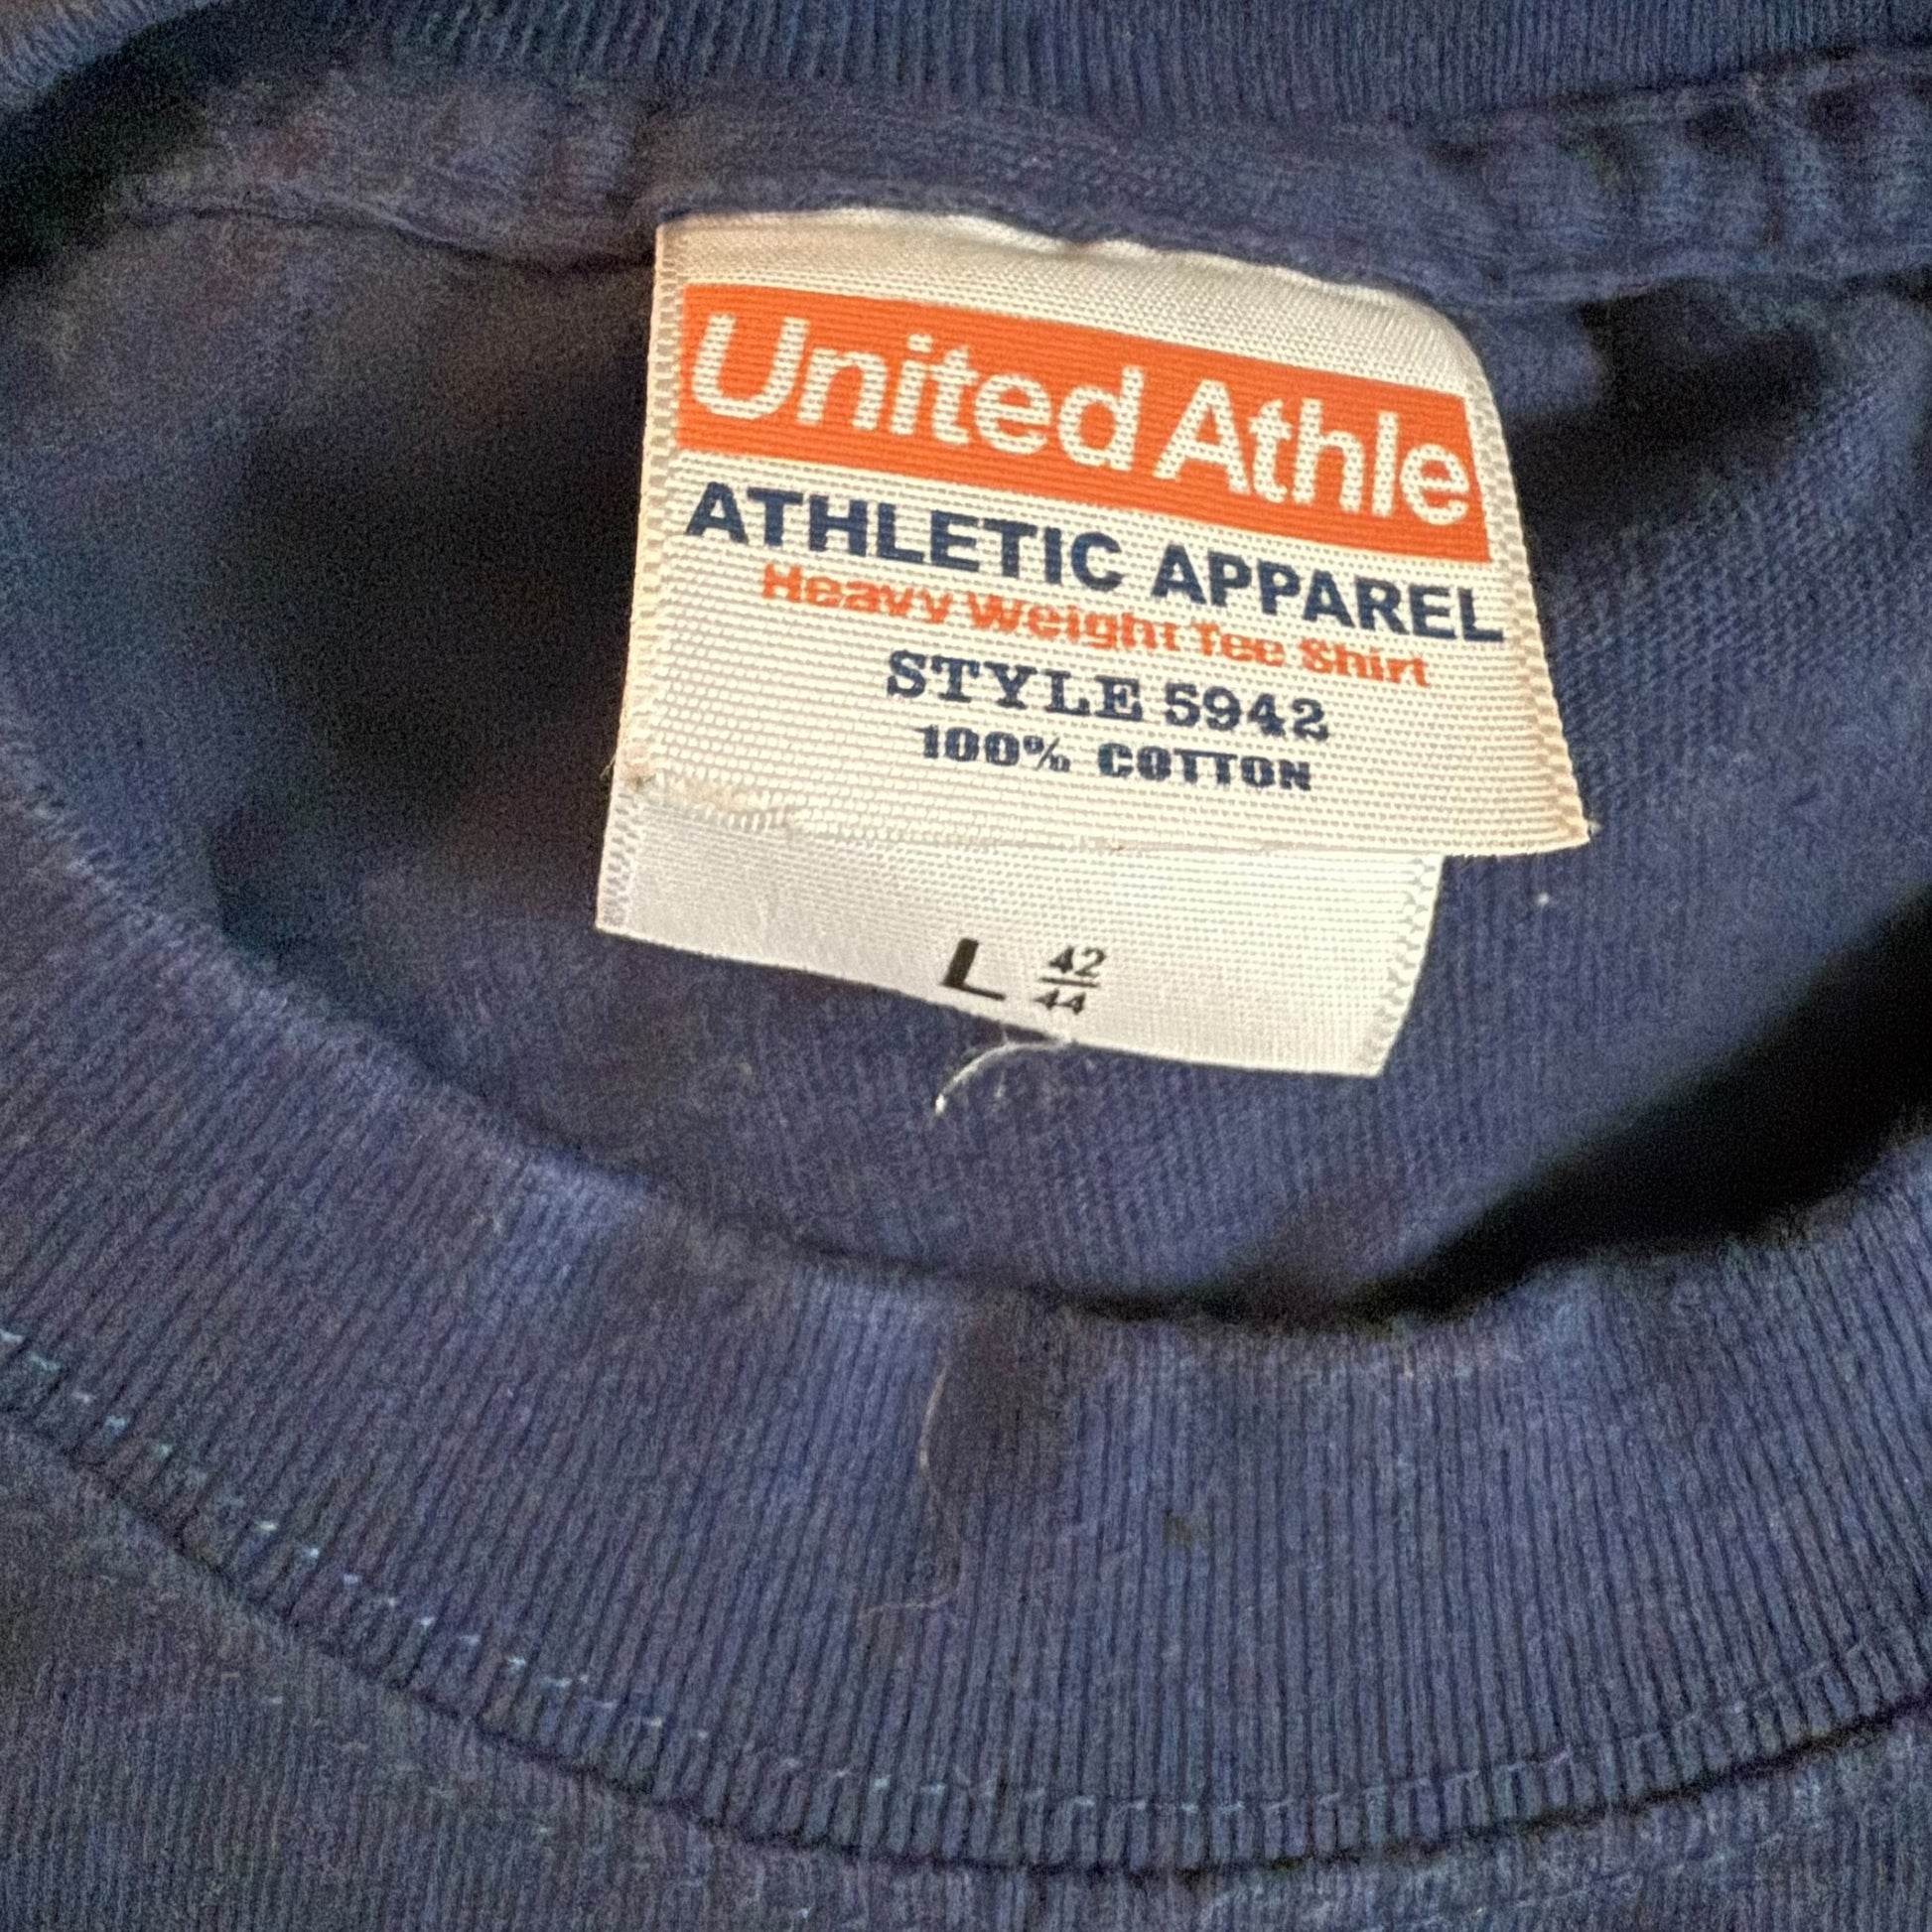 United Athle
ATHLETIC APPAREL
Heavy Weight Tee Shirt
STYLE 5942
100% COTTON
L 42/44